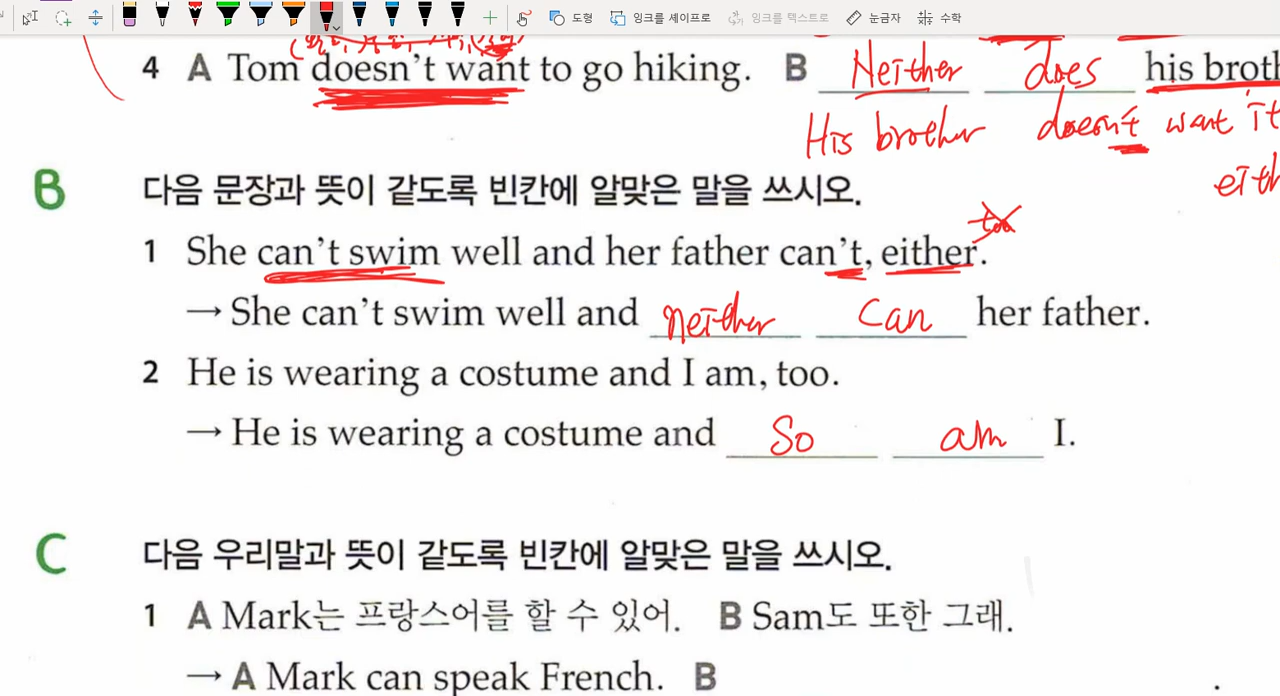 도형 잉크를 셰이프로 잉크를 텍스트로 눈금자 수학
4 A Tom doesn't want to go hiking. B Neither does his broth
His brother doesn't want it
eith
B 다음 문장과 뜻이 같도록 빈칸에 알맞은 말을 쓰시오.
too
1 She can't swim well and her father can't, either.
→ She can't swim well and neither can her father.
2 He is wearing a costume and I am, too.
→ He is wearing a costume and So am I.
C 다음 우리말과 뜻이 같도록 빈칸에 알맞은 말을 쓰시오.
1 A Mark는 프랑스어를 할 수 있어. B Sam도 또한 그래.
→ A Mark can speak French. B .